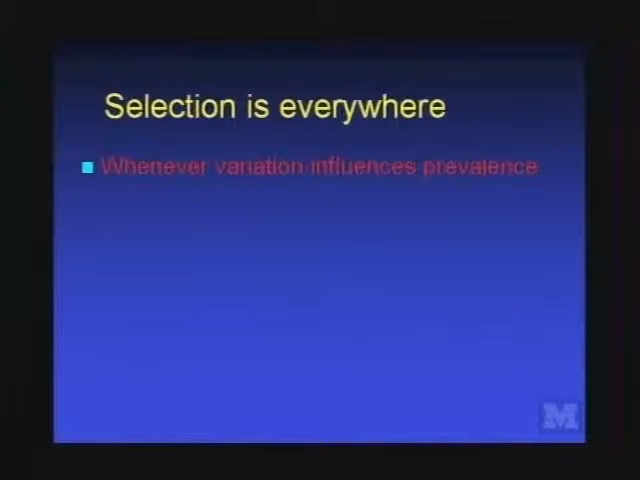 Selection is everywhere
Whenever variation influences prevalence
M